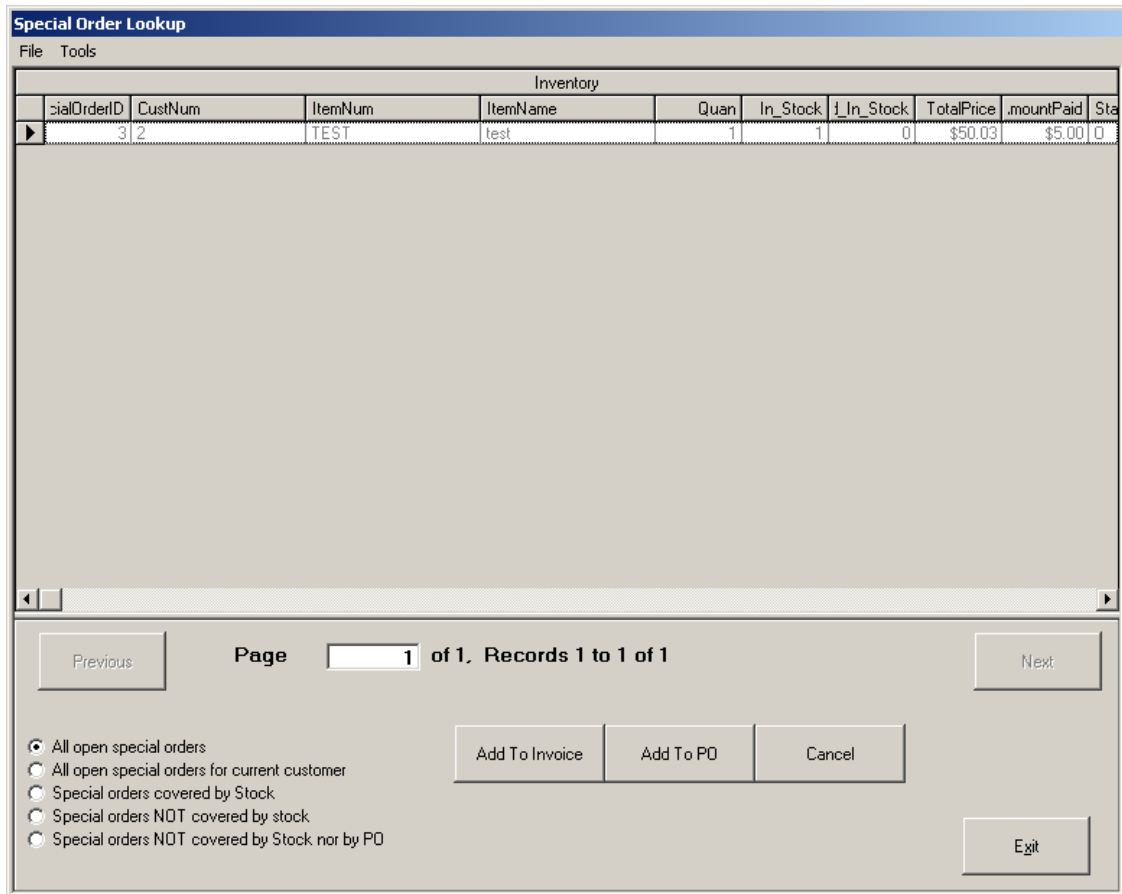 Special Order Lookup
File Tools
Inventory
cialOrderID CustNum ItemNum ItemName Quan In_Stock d_In_Stock TotalPrice mountPaid Sta
3 2 TEST test 1 1 0 $50.03 $5.00 O
Previous Page 1 of 1, Records 1 to 1 of 1 Next
All open special orders
All open special orders for current customer
Special orders covered by Stock
Special orders NOT covered by stock
Special orders NOT covered by Stock nor by PO
Add To Invoice Add To PO Cancel
Exit